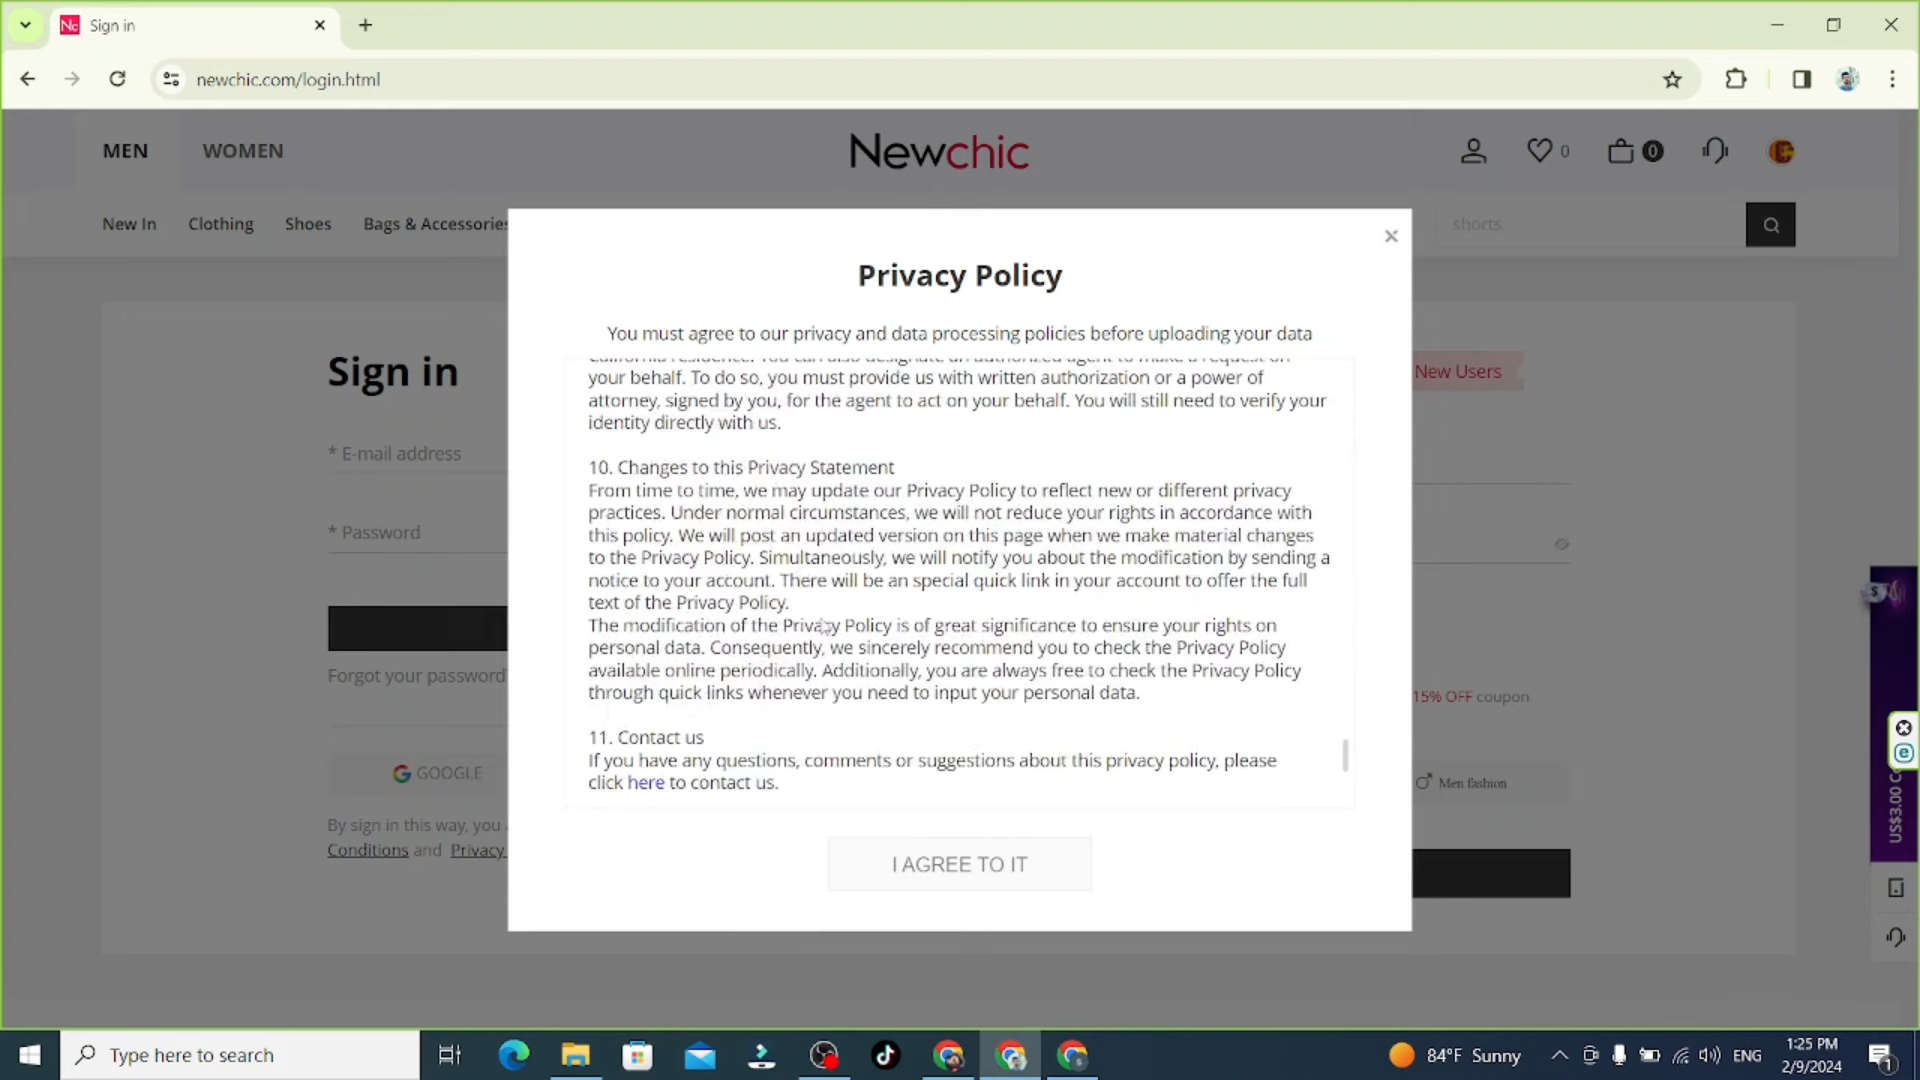 Sign in
newchic.com/login.html
MEN
WOMEN
Newchic
0
0
New In
Clothing
Shoes
Bags & Accessories
shorts
Privacy Policy
You must agree to our privacy and data processing policies before uploading your data
California residence. You can also designate an authorized agent to make a request on
your behalf. To do so, you must provide us with written authorization or a power of
attorney, signed by you, for the agent to act on your behalf. You will still need to verify your
identity directly with us.
10. Changes to this Privacy Statement
From time to time, we may update our Privacy Policy to reflect new or different privacy
practices. Under normal circumstances, we will not reduce your rights in accordance with
this policy. We will post an updated version on this page when we make material changes
to the Privacy Policy. Simultaneously, we will notify you about the modification by sending a
notice to your account. There will be an special quick link in your account to offer the full
text of the Privacy Policy.
The modification of the Privacy Policy is of great significance to ensure your rights on
personal data. Consequently, we sincerely recommend you to check the Privacy Policy
available online periodically. Additionally, you are always free to check the Privacy Policy
through quick links whenever you need to input your personal data.
11. Contact us
If you have any questions, comments or suggestions about this privacy policy, please
click here to contact us.
I AGREE TO IT
Sign in
* E-mail address
* Password
Forgot your password
GOOGLE
By sign in this way, you
Conditions and Privacy
New Users
15% OFF coupon
Men fashion
US$3.00 C
Type here to search
84°F Sunny
ENG
1:25 PM
2/9/2024
1